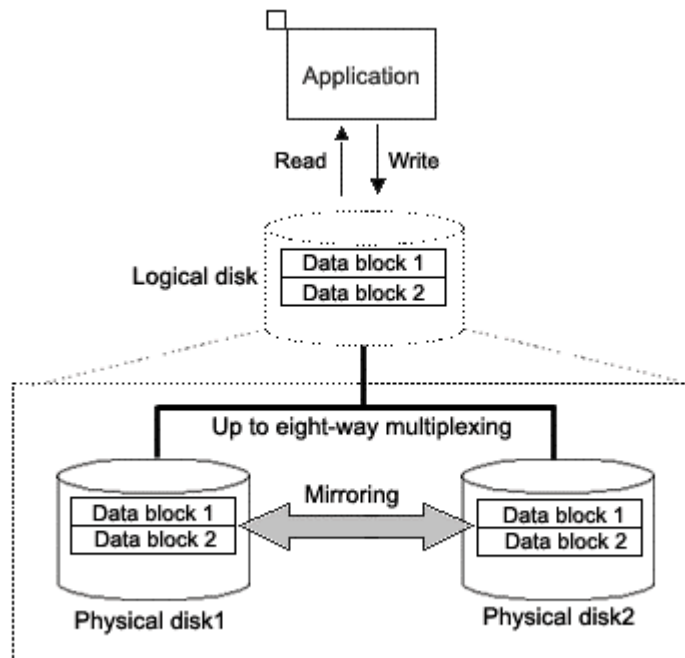 Application
Read
Write
Logical disk
Data block 1
Data block 2
Up to eight-way multiplexing
Mirroring
Data block 1
Data block 2
Data block 1
Data block 2
Physical disk1
Physical disk2